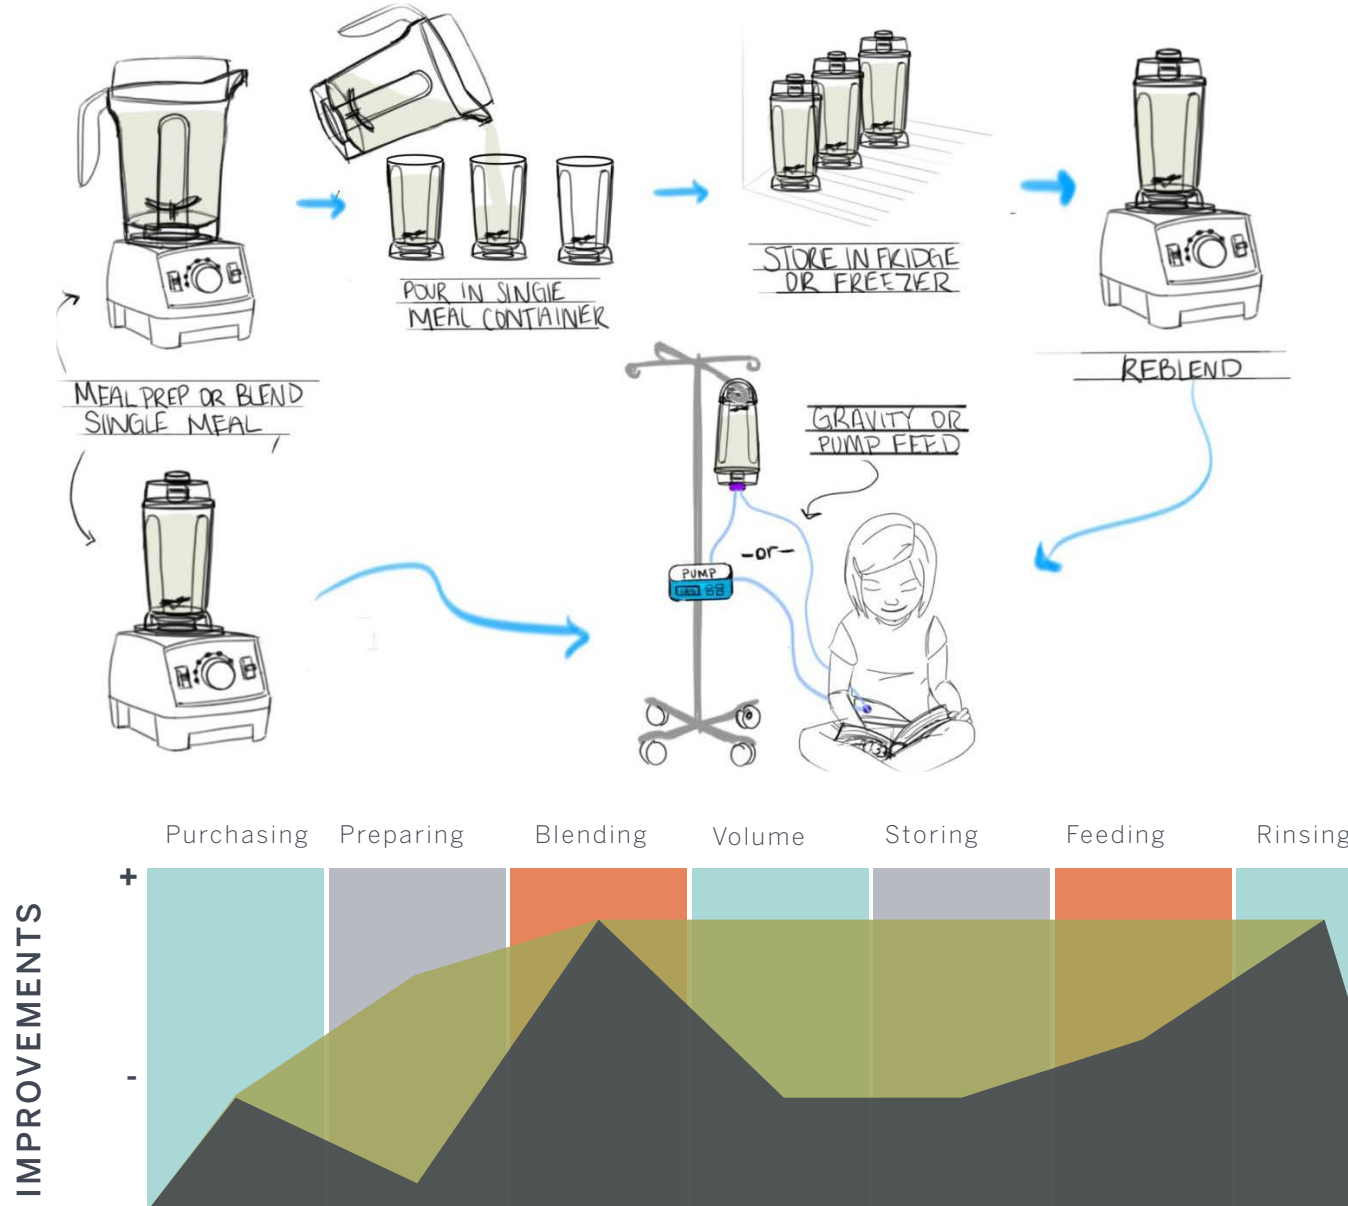 POUR IN SINGLE
MEAL CONTAINER
STORE IN FRIDGE
OR FREEZER
REBLEND
MEAL PREP OR BLEND
SINGLE MEAL
GRAVITY OR
PUMP FEED
-or-
PUMP
Purchasing Preparing Blending Volume Storing Feeding Rinsing
+
-
IMPROVEMENTS